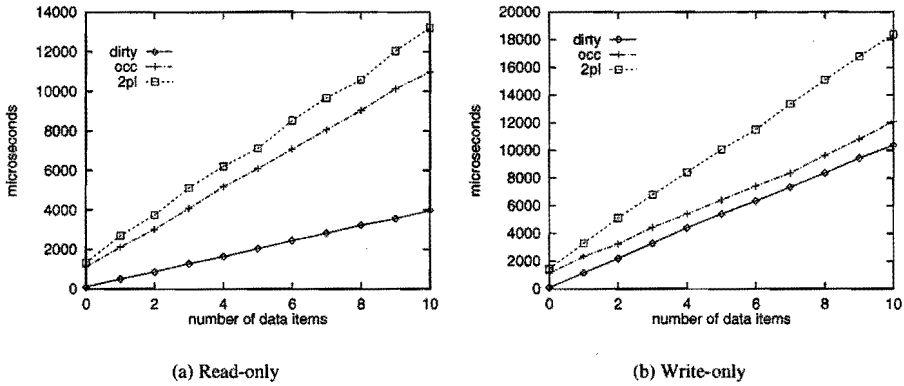 14000
12000
10000
8000
6000
4000
2000
0
microseconds
dirty
occ
2pl
0 2 4 6 8 10
number of data items
(a) Read-only
20000
18000
16000
14000
12000
10000
8000
6000
4000
2000
0
microseconds
dirty
occ
2pl
0 2 4 6 8 10
number of data items
(b) Write-only